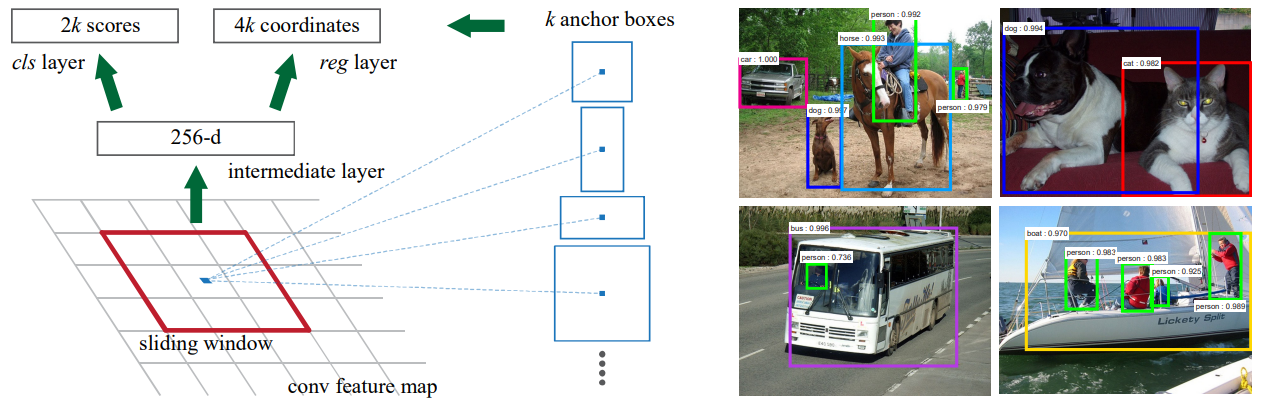 2k scores
4k coordinates
k anchor boxes
cls layer
reg layer
256-d
intermediate layer
sliding window
conv feature map
person : 0.992
horse : 0.993
car : 1.000
dog : 0.997
person : 0.979
dog : 0.994
cat : 0.982
bus : 0.996
person : 0.736
boat : 0.970
person : 0.983
person : 0.983
person : 0.925
person : 0.989
Lickety Split